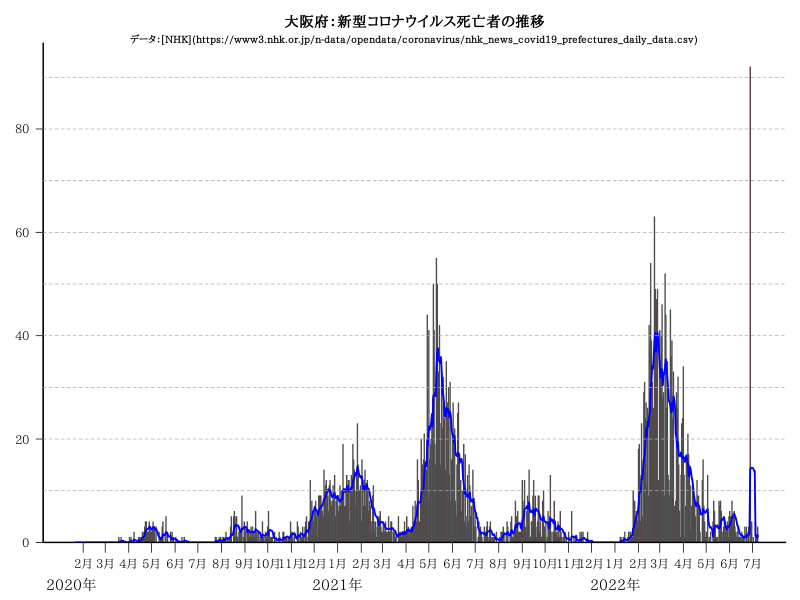 大阪府：新型コロナウイルス死亡者の推移
データ：[NHK](https://www3.nhk.or.jp/n-data/opendata/coronavirus/nhk_news_covid19_prefectures_daily_data.csv)
80
60
40
20
0
2月 3月 4月 5月 6月 7月 8月 9月 10月 11月 12月 1月 2月 3月 4月 5月 6月 7月 8月 9月 10月 11月 12月 1月 2月 3月 4月 5月 6月 7月
2020年 2021年 2022年